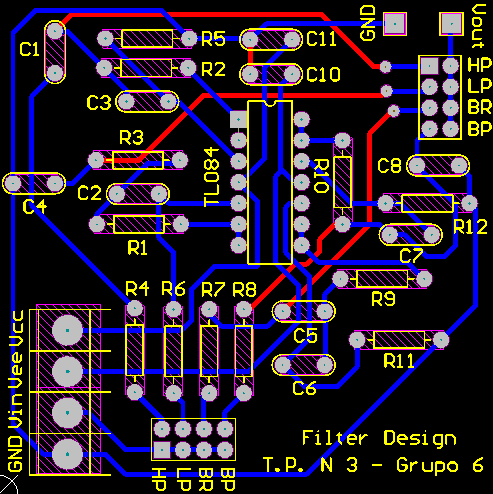 GND
Vout
C1
R5
C11
HP
R2
C10
LP
C3
BR
BP
R3
TL084
R10
C8
C4
C2
R1
R12
C7
R9
R4
R6
R7
R8
C5
R11
C6
GND Vin Vee Vcc
HP
LP
BR
BP
Filter Design
T.P. N 3 - Grupo 6